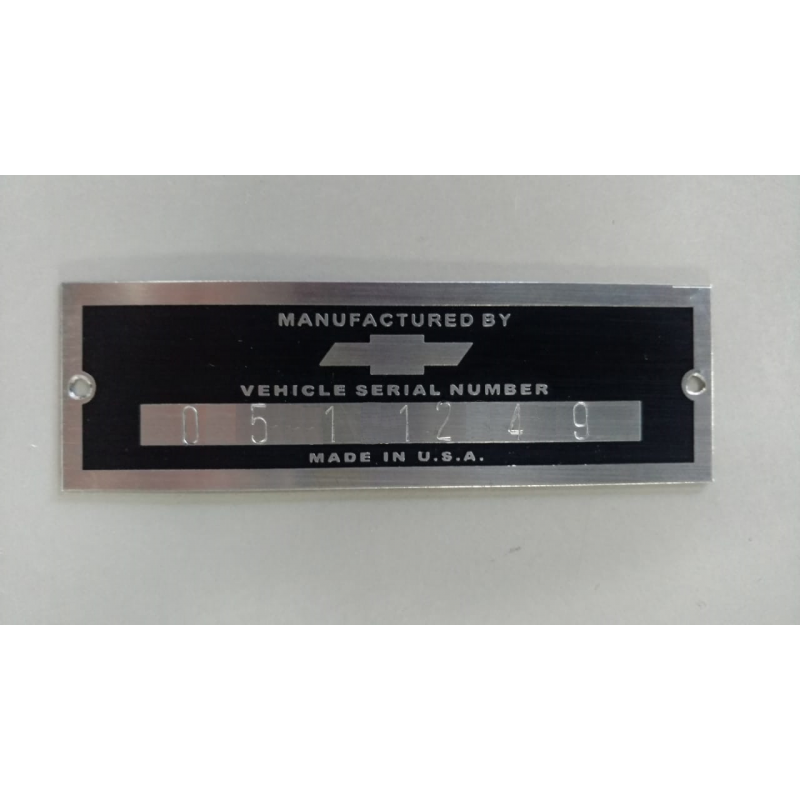 MANUFACTURED BY
VEHICLE SERIAL NUMBER
0 5 1 1 2 4 9
MADE IN U.S.A.